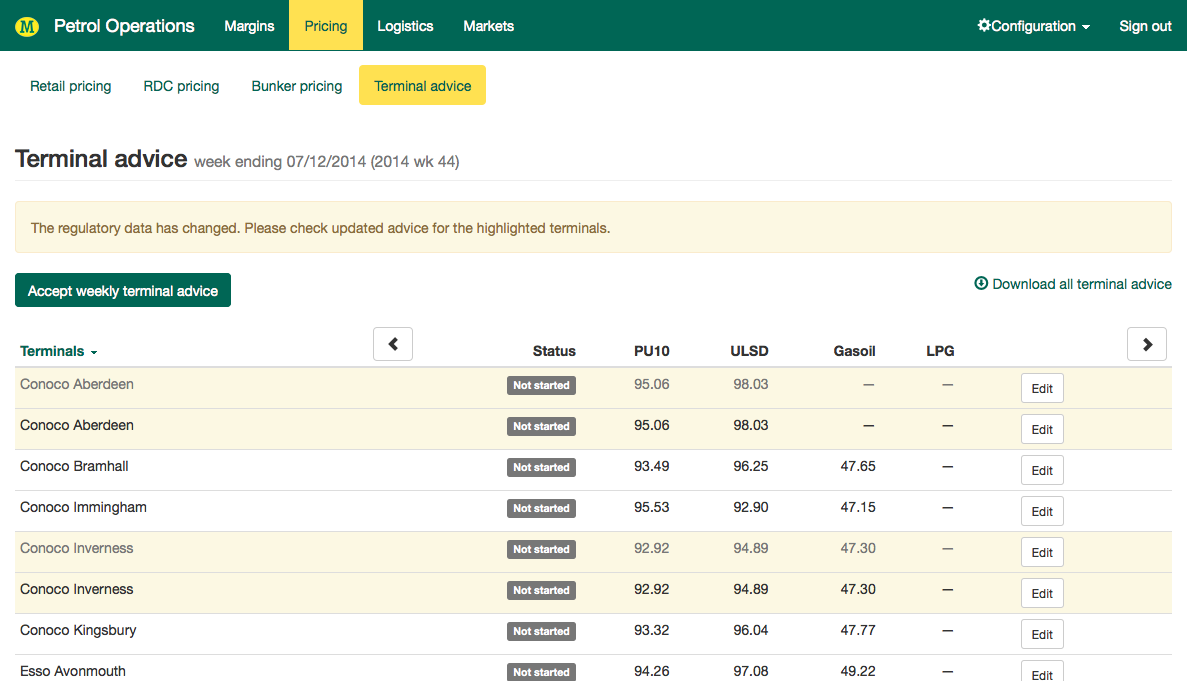 M Petrol Operations Margins Pricing Logistics Markets Configuration Sign out
Retail pricing RDC pricing Bunker pricing Terminal advice
Terminal advice week ending 07/12/2014 (2014 wk 44)
The regulatory data has changed. Please check updated advice for the highlighted terminals.
Accept weekly terminal advice Download all terminal advice
Terminals Status PU10 ULSD Gasoil LPG
Conoco Aberdeen Not started 95.06 98.03 — — Edit
Conoco Aberdeen Not started 95.06 98.03 — — Edit
Conoco Bramhall Not started 93.49 96.25 47.65 — Edit
Conoco Immingham Not started 95.53 92.90 47.15 — Edit
Conoco Inverness Not started 92.92 94.89 47.30 — Edit
Conoco Inverness Not started 92.92 94.89 47.30 — Edit
Conoco Kingsbury Not started 93.32 96.04 47.77 — Edit
Esso Avonmouth Not started 94.26 97.08 49.22 — Edit